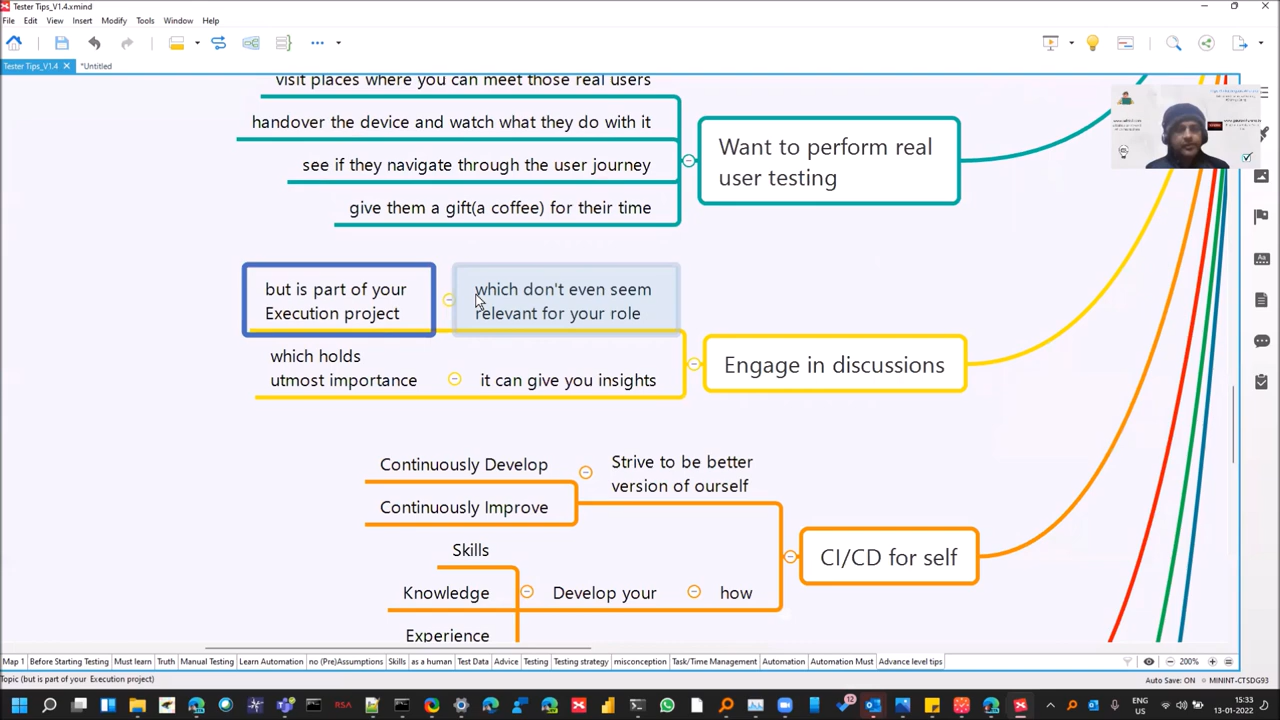 Tester Tips_V1.4.xmind
File Edit View Insert Modify Tools Window Help
Tester Tips_V1.4 *Untitled
visit places where you can meet those real users
handover the device and watch what they do with it
see if they navigate through the user journey
give them a gift(a coffee) for their time
Want to perform real
user testing
but is part of your
Execution project
which don't even seem
relevant for your role
which holds
utmost importance
it can give you insights
Engage in discussions
Continuously Develop
Continuously Improve
Strive to be better
version of ourself
Skills
Knowledge
Experience
Develop your
how
CI/CD for self
Map 1 Before Starting Testing Must learn Truth Manual Testing Learn Automation no (Pre)Assumptions Skills as a human Test Data Advice Testing Testing strategy misconception Task/Time Management Automation Automation Must Advance level tips
200%
Topic (but is part of your Execution project)
Auto Save: ON MININT-CTSDG93
RSA
12
ENG
US
15:33
13-01-2022